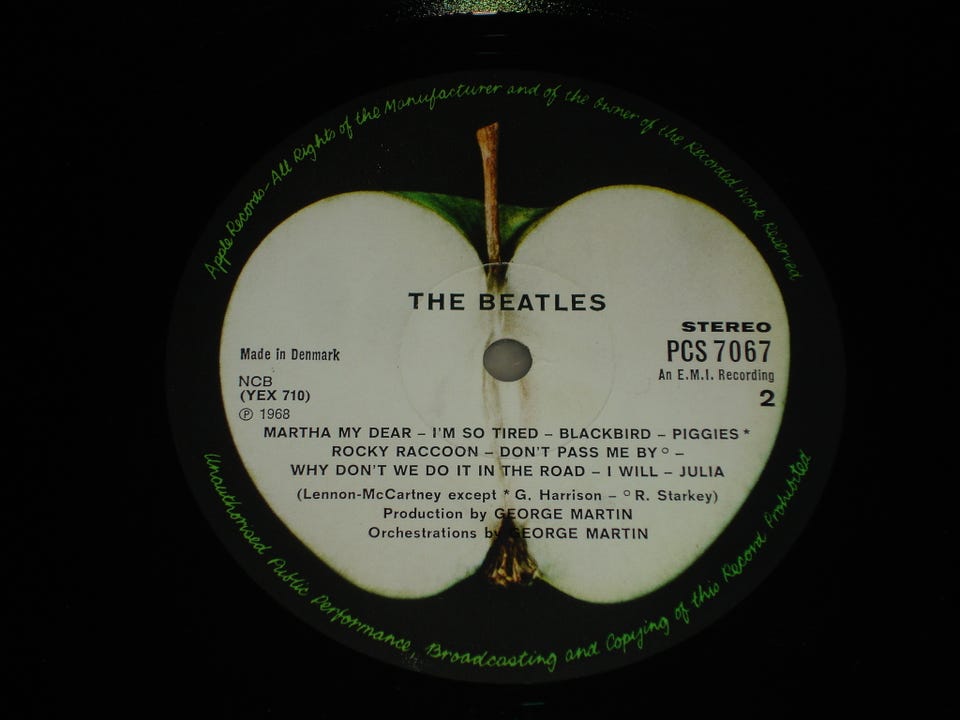 Apple Records-All Rights of the Manufacturer and of the Owner of the Recorded Work Reserved
THE BEATLES
STEREO
PCS 7067
Made in Denmark
An E.M.I. Recording
NCB
(YEX 710)
2
Ⓟ 1968
MARTHA MY DEAR – I'M SO TIRED – BLACKBIRD – PIGGIES *
ROCKY RACCOON – DON'T PASS ME BY ° –
WHY DON'T WE DO IT IN THE ROAD – I WILL – JULIA
(Lennon-McCartney except * G. Harrison – ° R. Starkey)
Production by GEORGE MARTIN
Orchestrations by GEORGE MARTIN
Unauthorised Public Performance, Broadcasting and Copying of this Record Prohibited